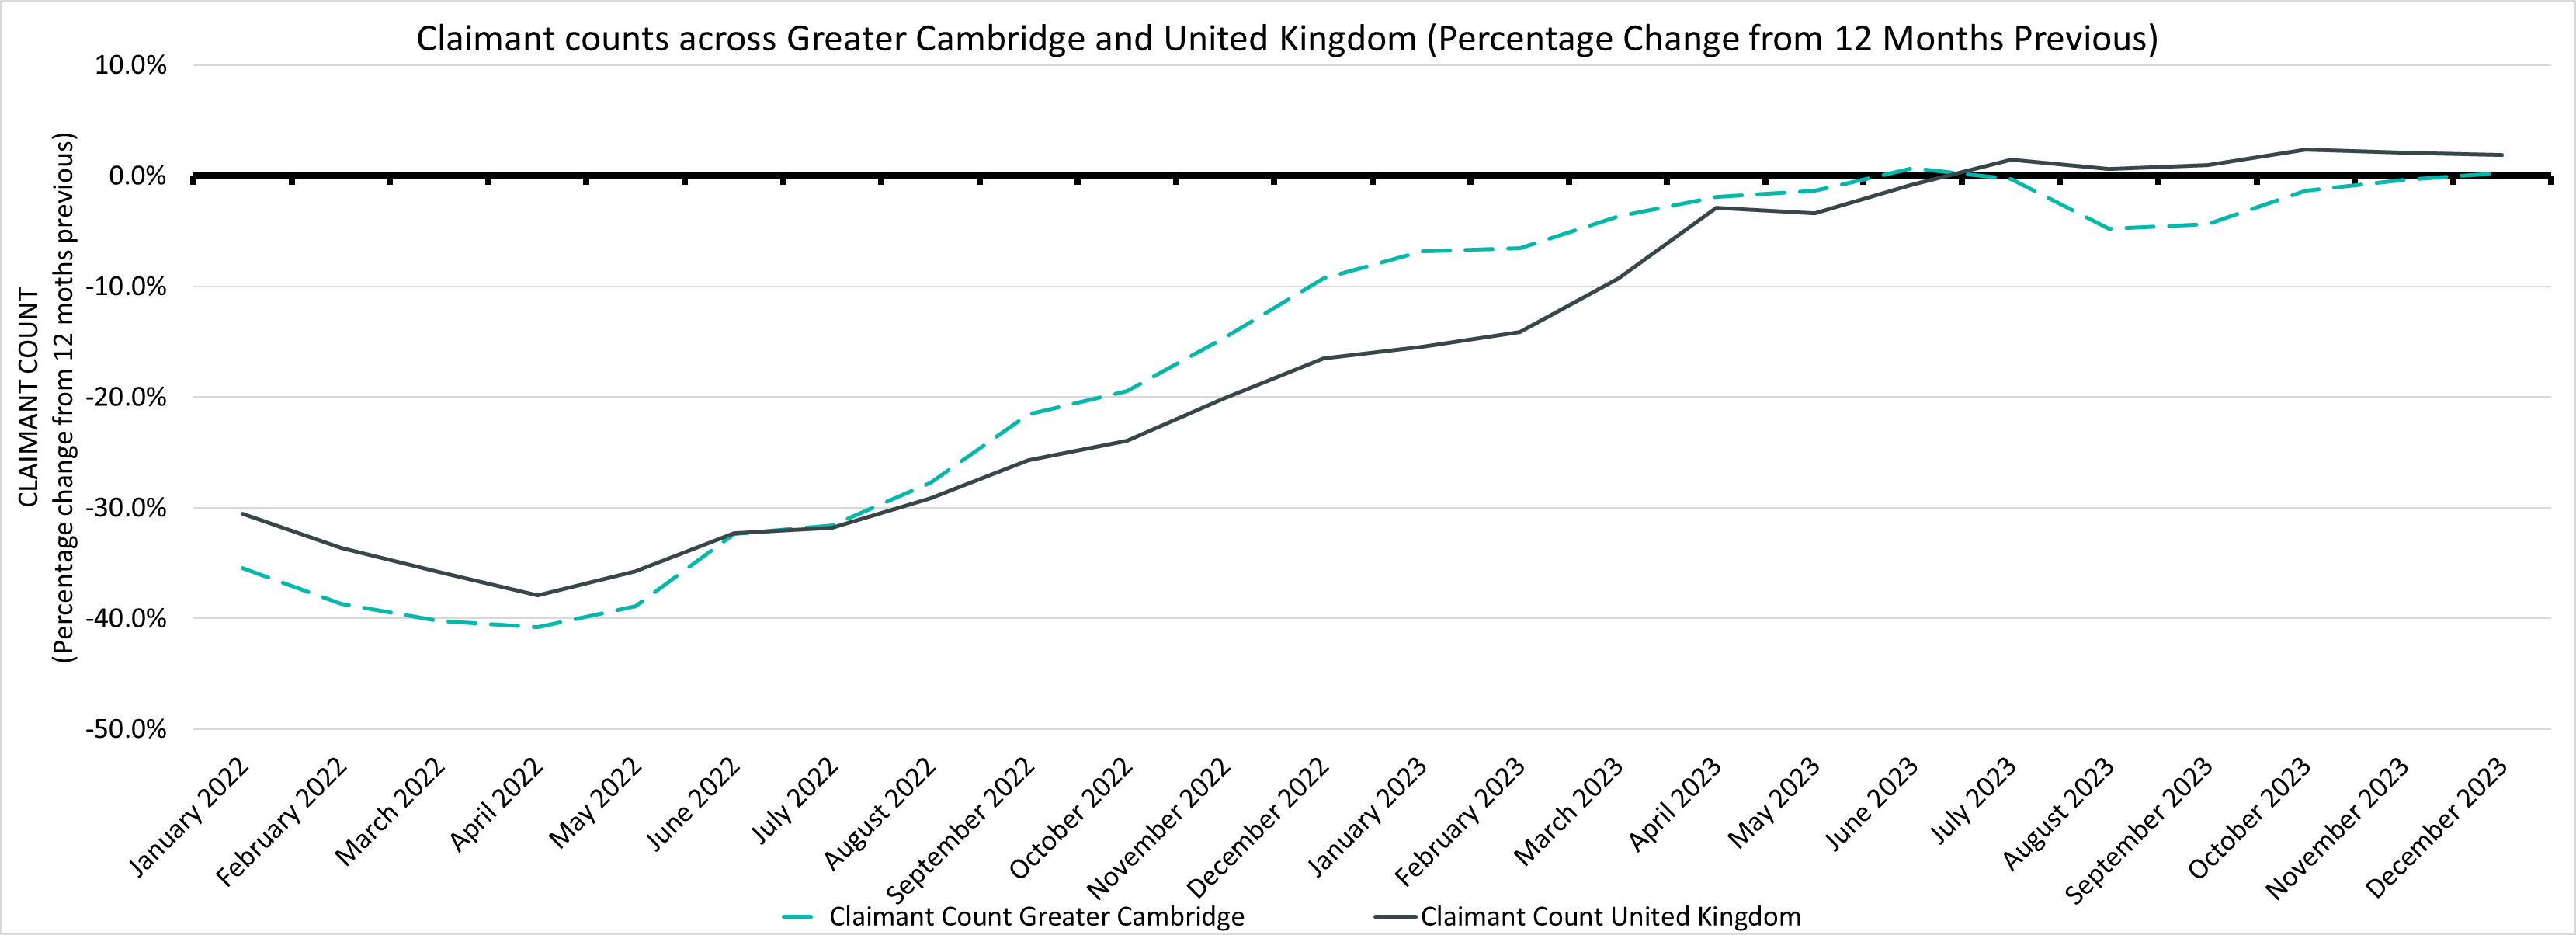 Claimant counts across Greater Cambridge and United Kingdom (Percentage Change from 12 Months Previous)
CLAIMANT COUNT
(Percentage change from 12 moths previous)
10.0%
0.0%
-10.0%
-20.0%
-30.0%
-40.0%
-50.0%
January 2022
February 2022
March 2022
April 2022
May 2022
June 2022
July 2022
August 2022
September 2022
October 2022
November 2022
December 2022
January 2023
February 2023
March 2023
April 2023
May 2023
June 2023
July 2023
August 2023
September 2023
October 2023
November 2023
December 2023
Claimant Count Greater Cambridge
Claimant Count United Kingdom